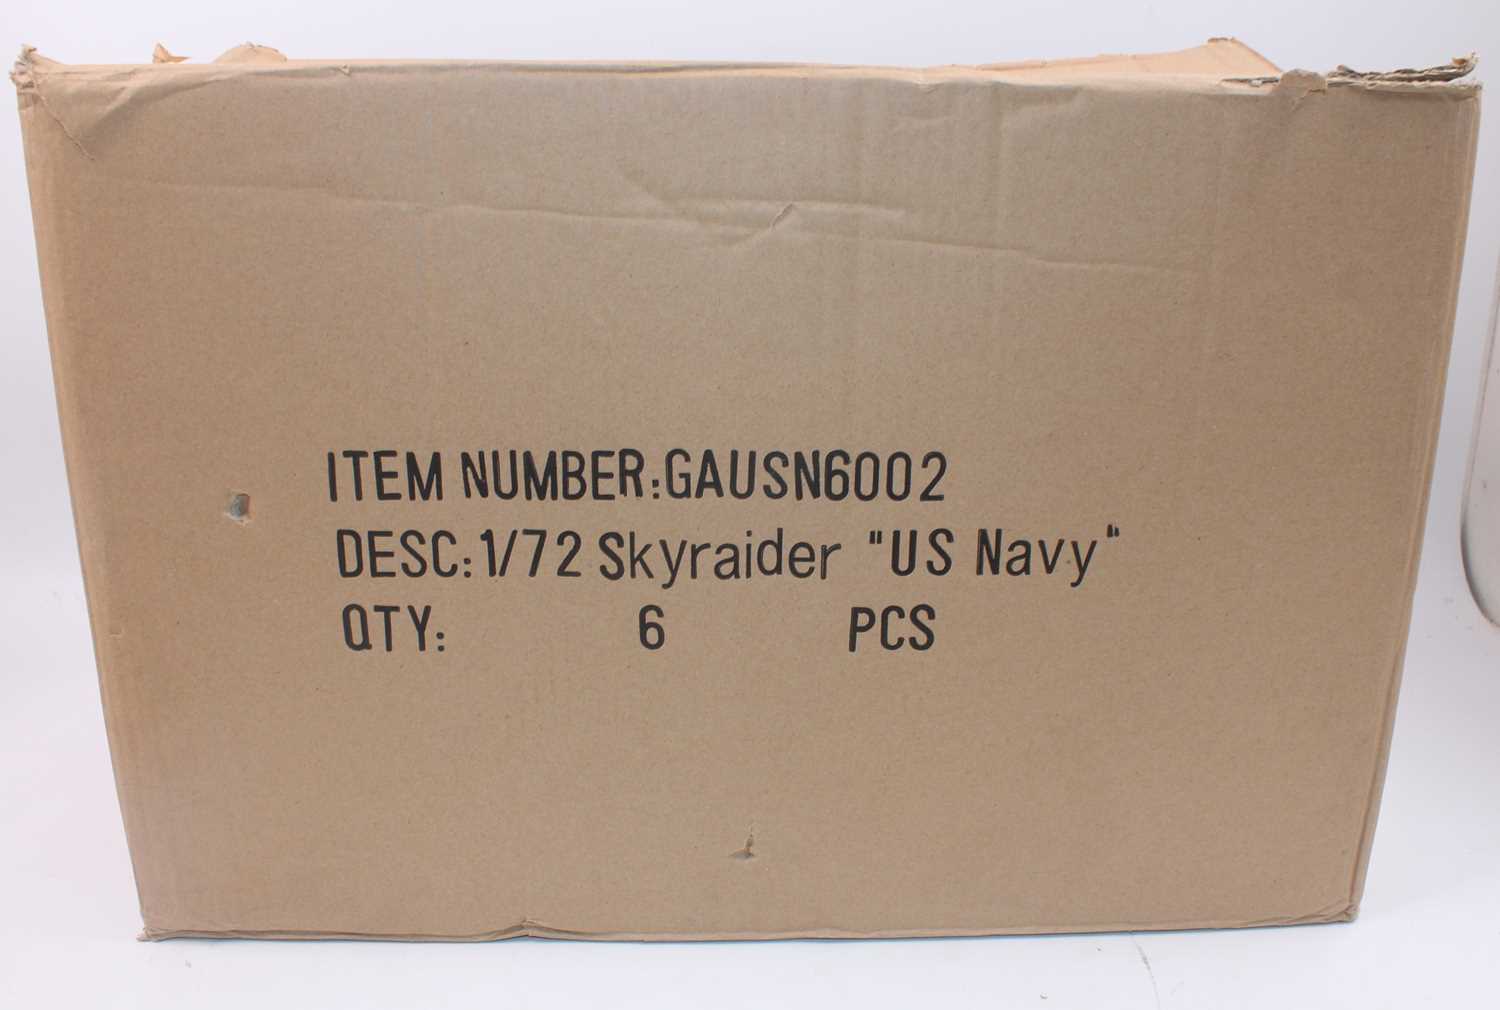 ITEM NUMBER:GAUSN6002
DESC:1/72 Skyraider "US Navy"
QTY: 6 PCS